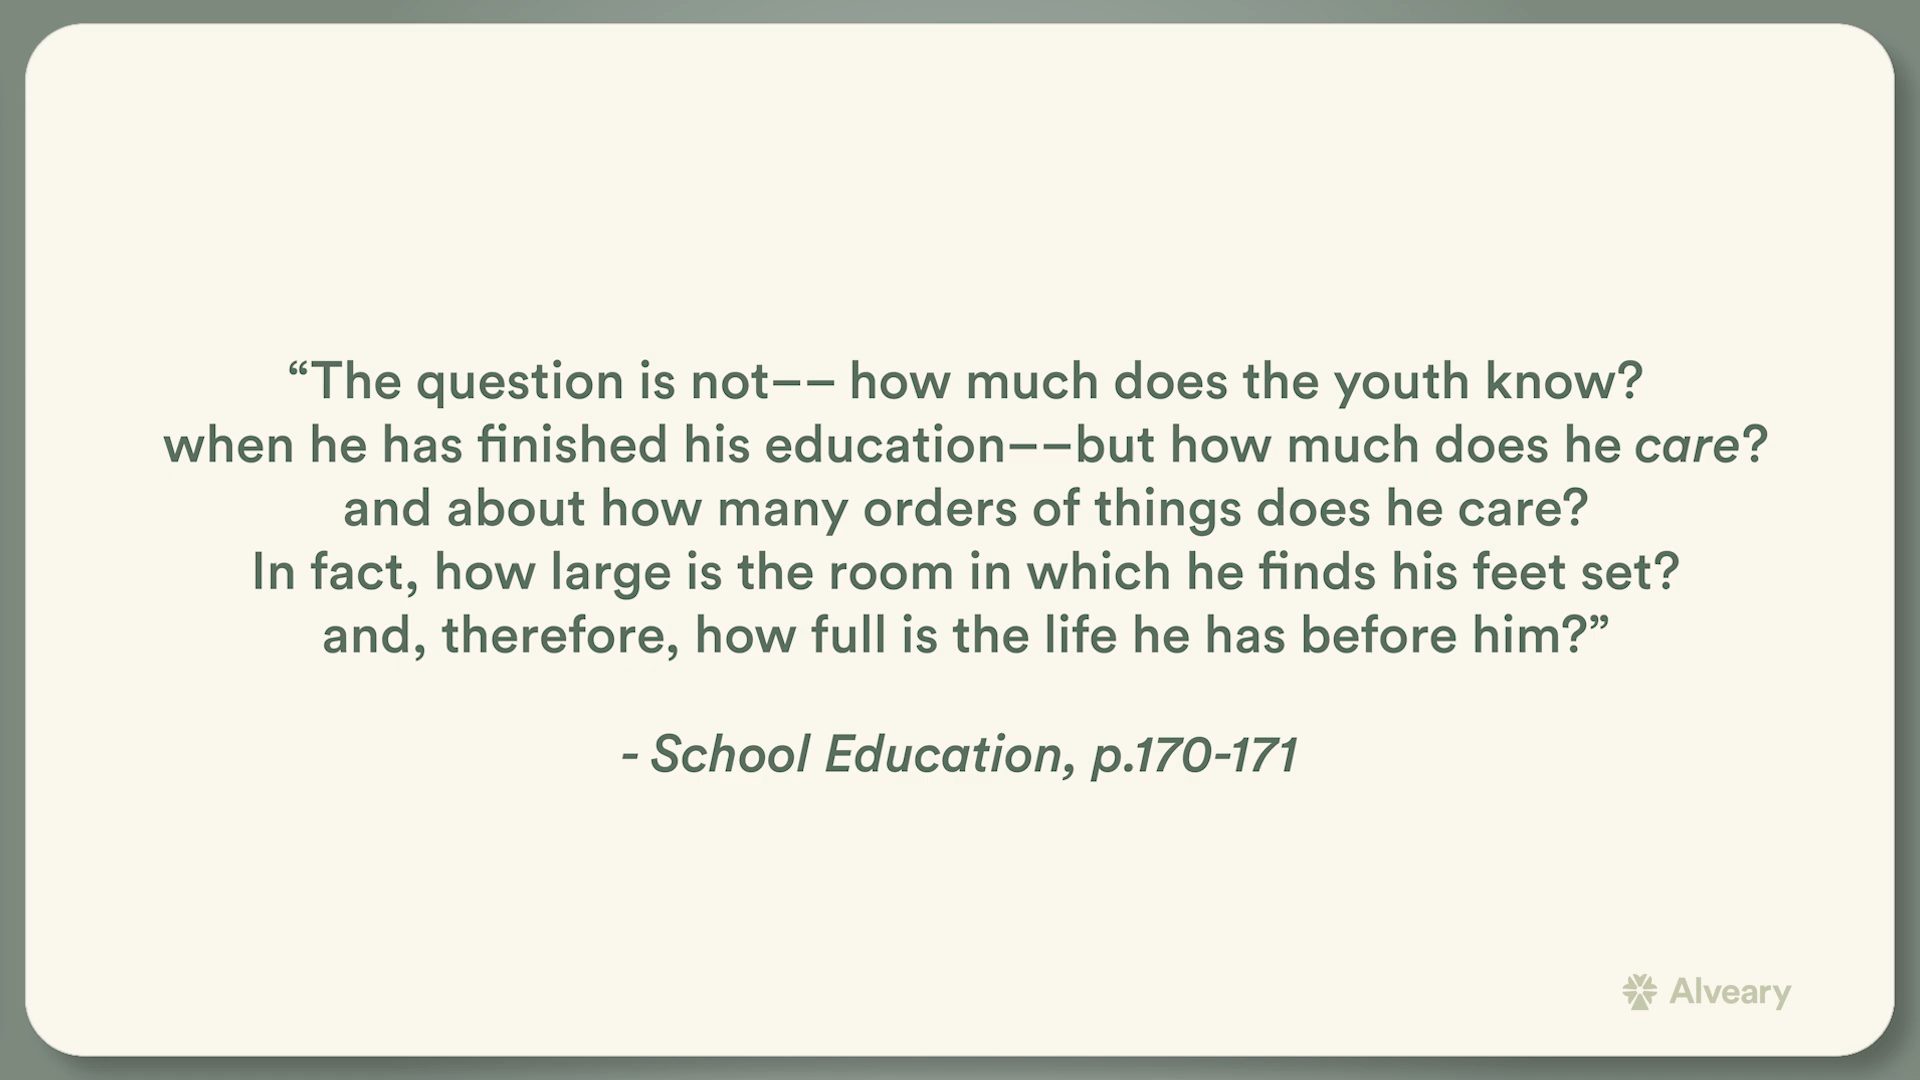 “The question is not–– how much does the youth know?
when he has finished his education––but how much does he care?
and about how many orders of things does he care?
In fact, how large is the room in which he finds his feet set?
and, therefore, how full is the life he has before him?”
- School Education, p.170-171
Alveary